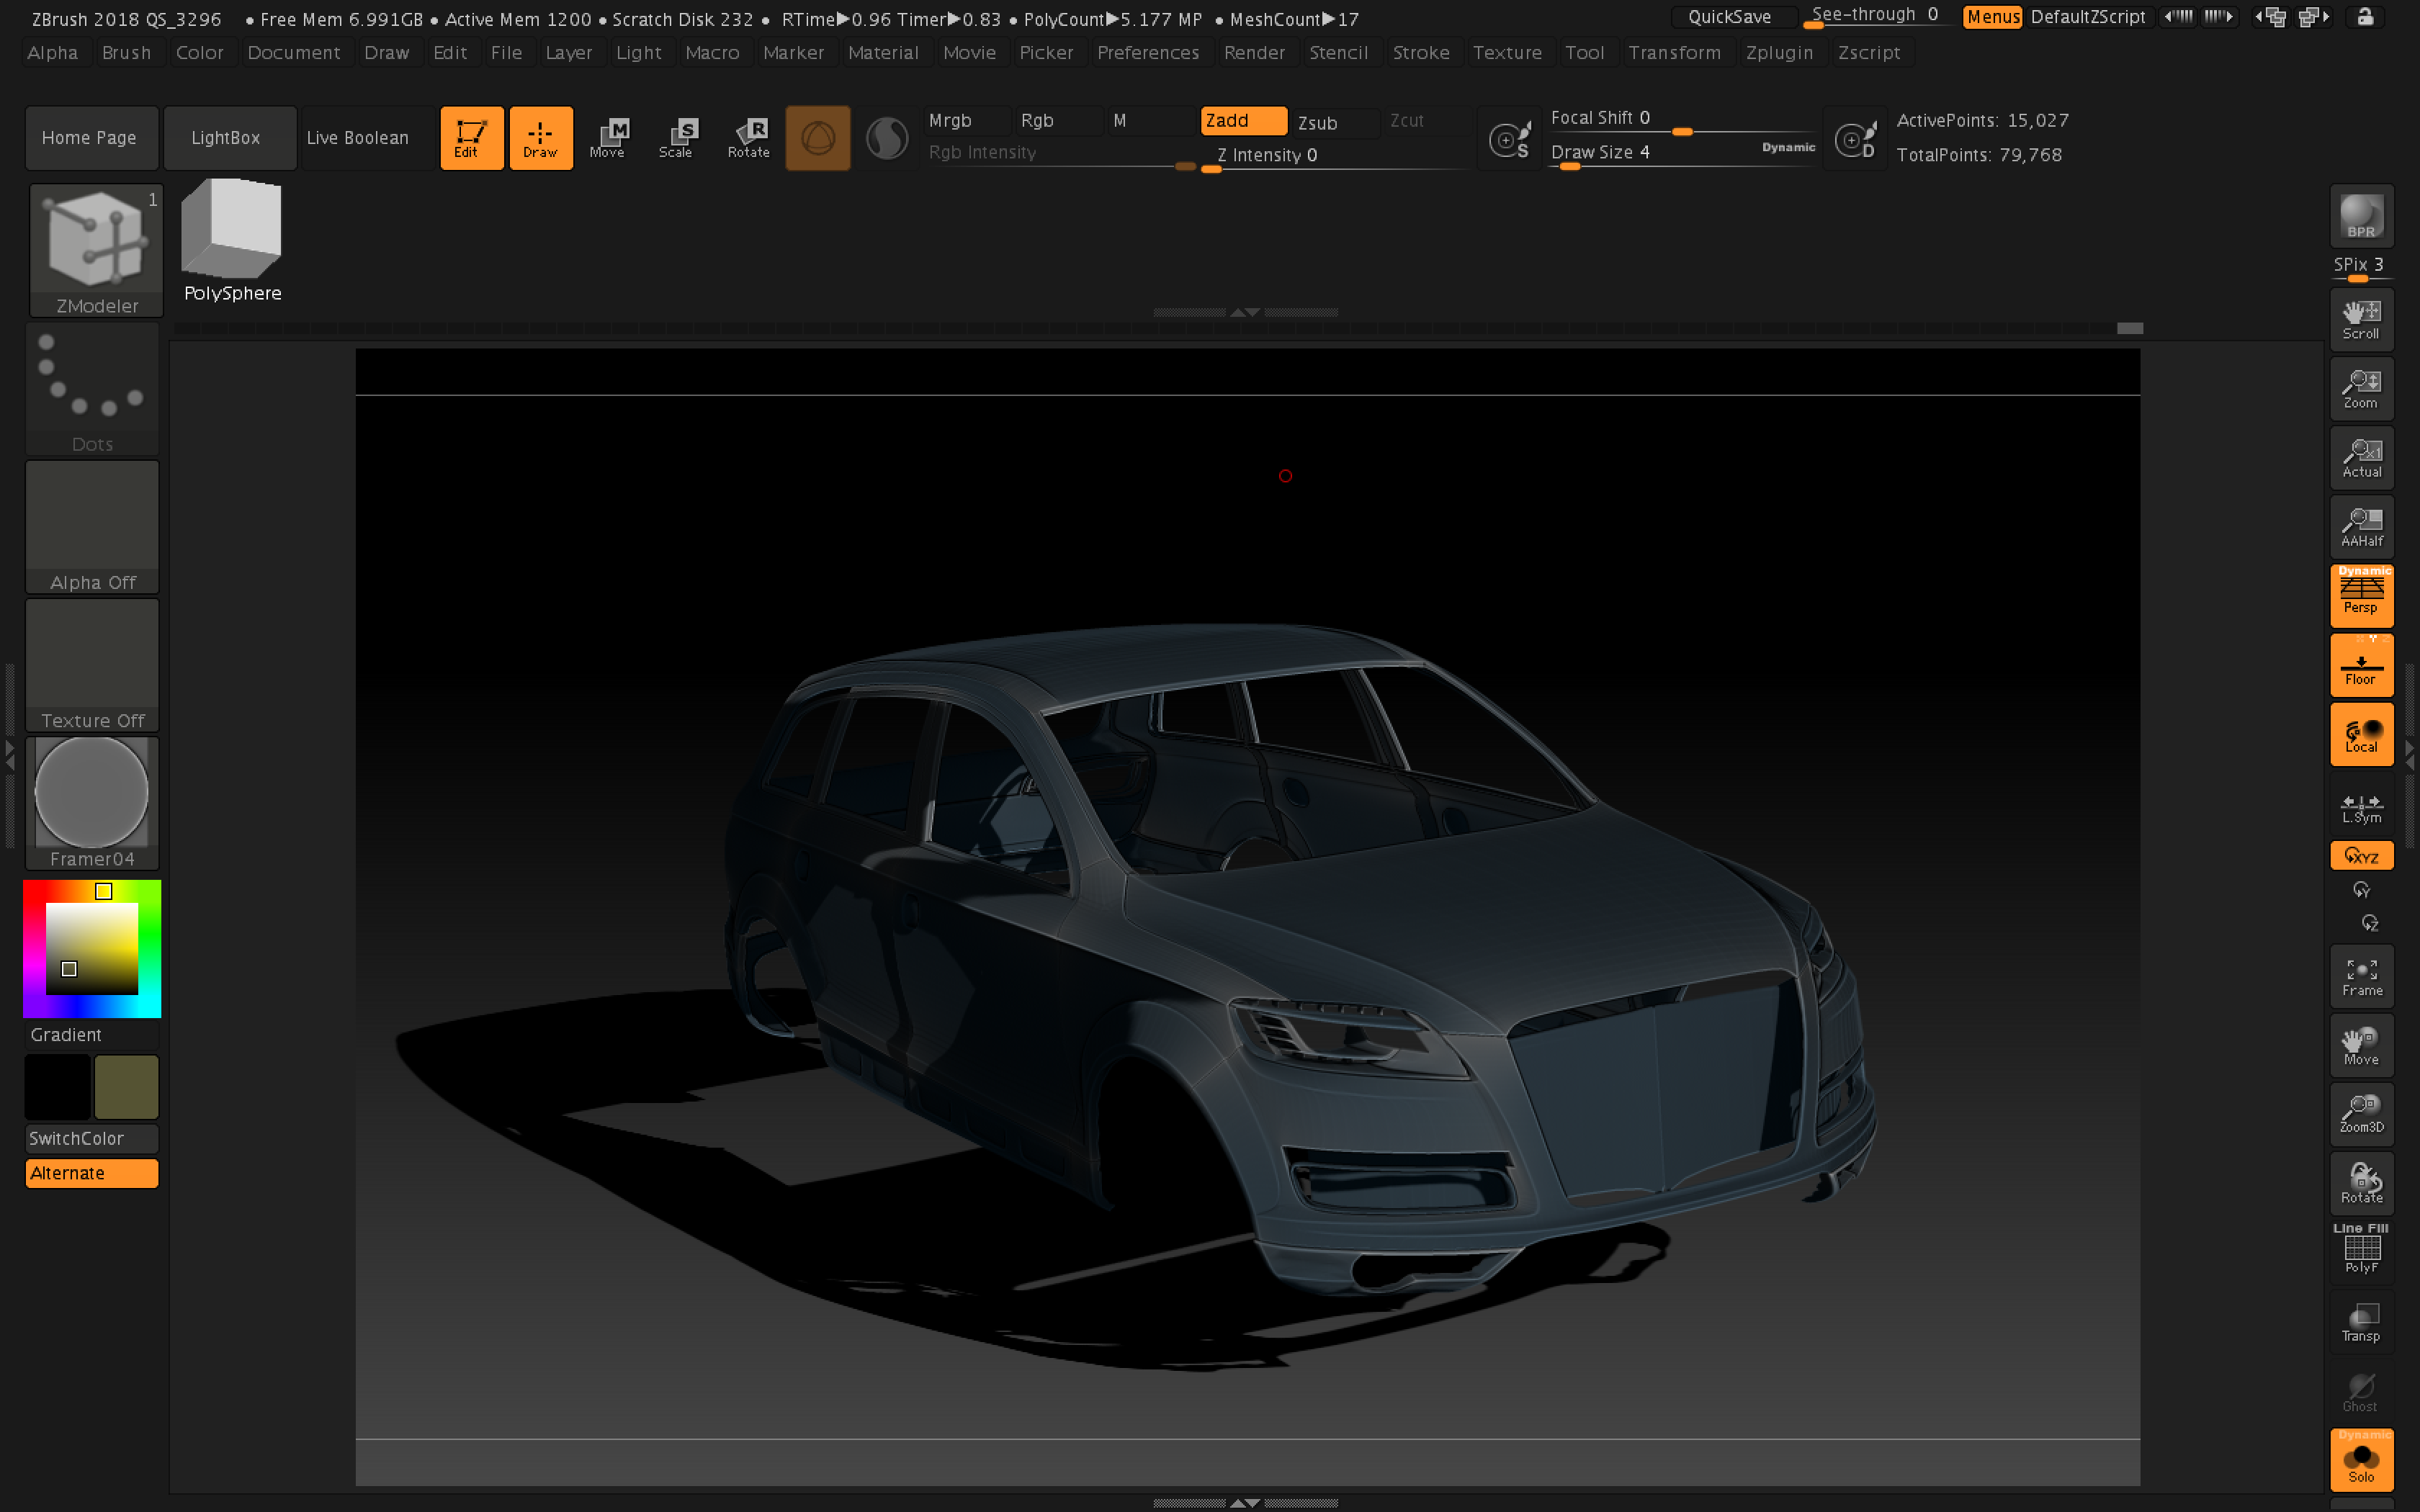 ZBrush 2018 QS_3296 • Free Mem 6.991GB • Active Mem 1200 • Scratch Disk 232 • RTime▶0.96 Timer▶0.83 • PolyCount▶5.177 MP • MeshCount▶17 QuickSave See-through 0 Menus DefaultZScript
Alpha Brush Color Document Draw Edit File Layer Light Macro Marker Material Movie Picker Preferences Render Stencil Stroke Texture Tool Transform Zplugin Zscript
Home Page LightBox Live Boolean Edit Draw Move Scale Rotate
M S R
Mrgb Rgb M Zadd Zsub Zcut
Rgb Intensity Z Intensity 0
S
Focal Shift 0
Draw Size 4 Dynamic
D
ActivePoints: 15,027
TotalPoints: 79,768
1
ZModeler
PolySphere
Dots
Alpha Off
Texture Off
Framer04
Gradient
SwitchColor
Alternate
BPR
SPix 3
Scroll
Zoom
x1
Actual
AAHalf
Dynamic
Persp
X Y Z
Floor
Local
L.Sym
XYZ
Y
Z
Frame
Move
Zoom3D
Rotate
Line Fill
PolyF
Transp
Ghost
Dynamic
Solo